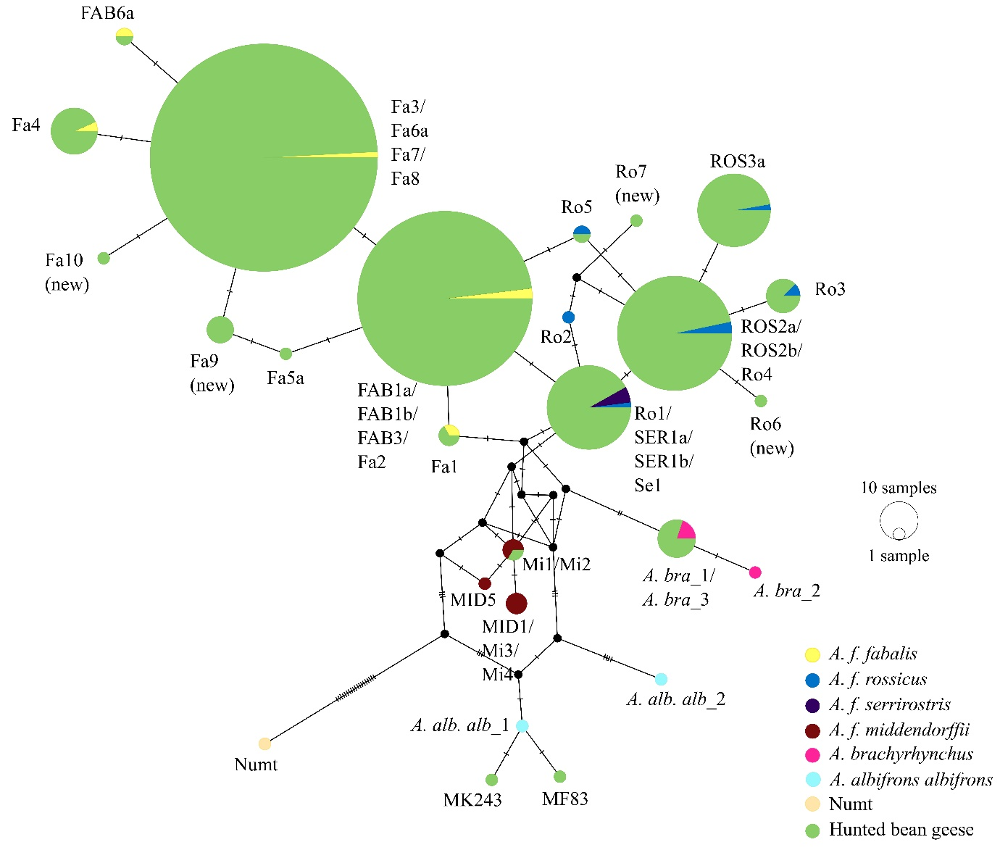 FAB6a
Fa4
Fa3/
Fa6a
Fa7/
Fa8
Fa10
(new)
Fa9
(new)
Fa5a
FAB1a/
FAB1b/
FAB3/
Fa2
Fa1
Ro5
Ro7
(new)
ROS3a
Ro3
Ro2
ROS2a/
ROS2b/
Ro4
Ro6
(new)
Ro1/
SER1a/
SER1b/
Se1
10 samples
1 sample
Mi1/Mi2
MID5
MID1/
Mi3/
Mi4
A. bra_1/
A. bra_3
A. bra_2
A. alb. alb_2
A. alb. alb_1
Numt
MK243
MF83
A. f. fabalis
A. f. rossicus
A. f. serrirostris
A. f. middendorffii
A. brachyrhynchus
A. albifrons albifrons
Numt
Hunted bean geese